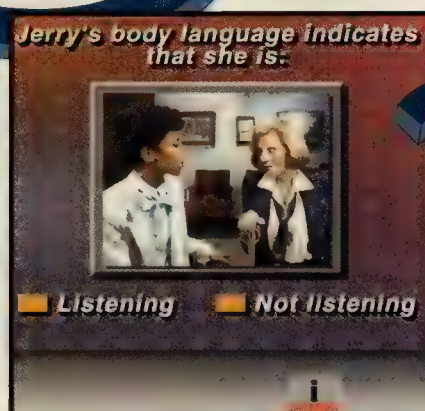 Jerry's body language indicates
that she is:
Listening Not listening
i